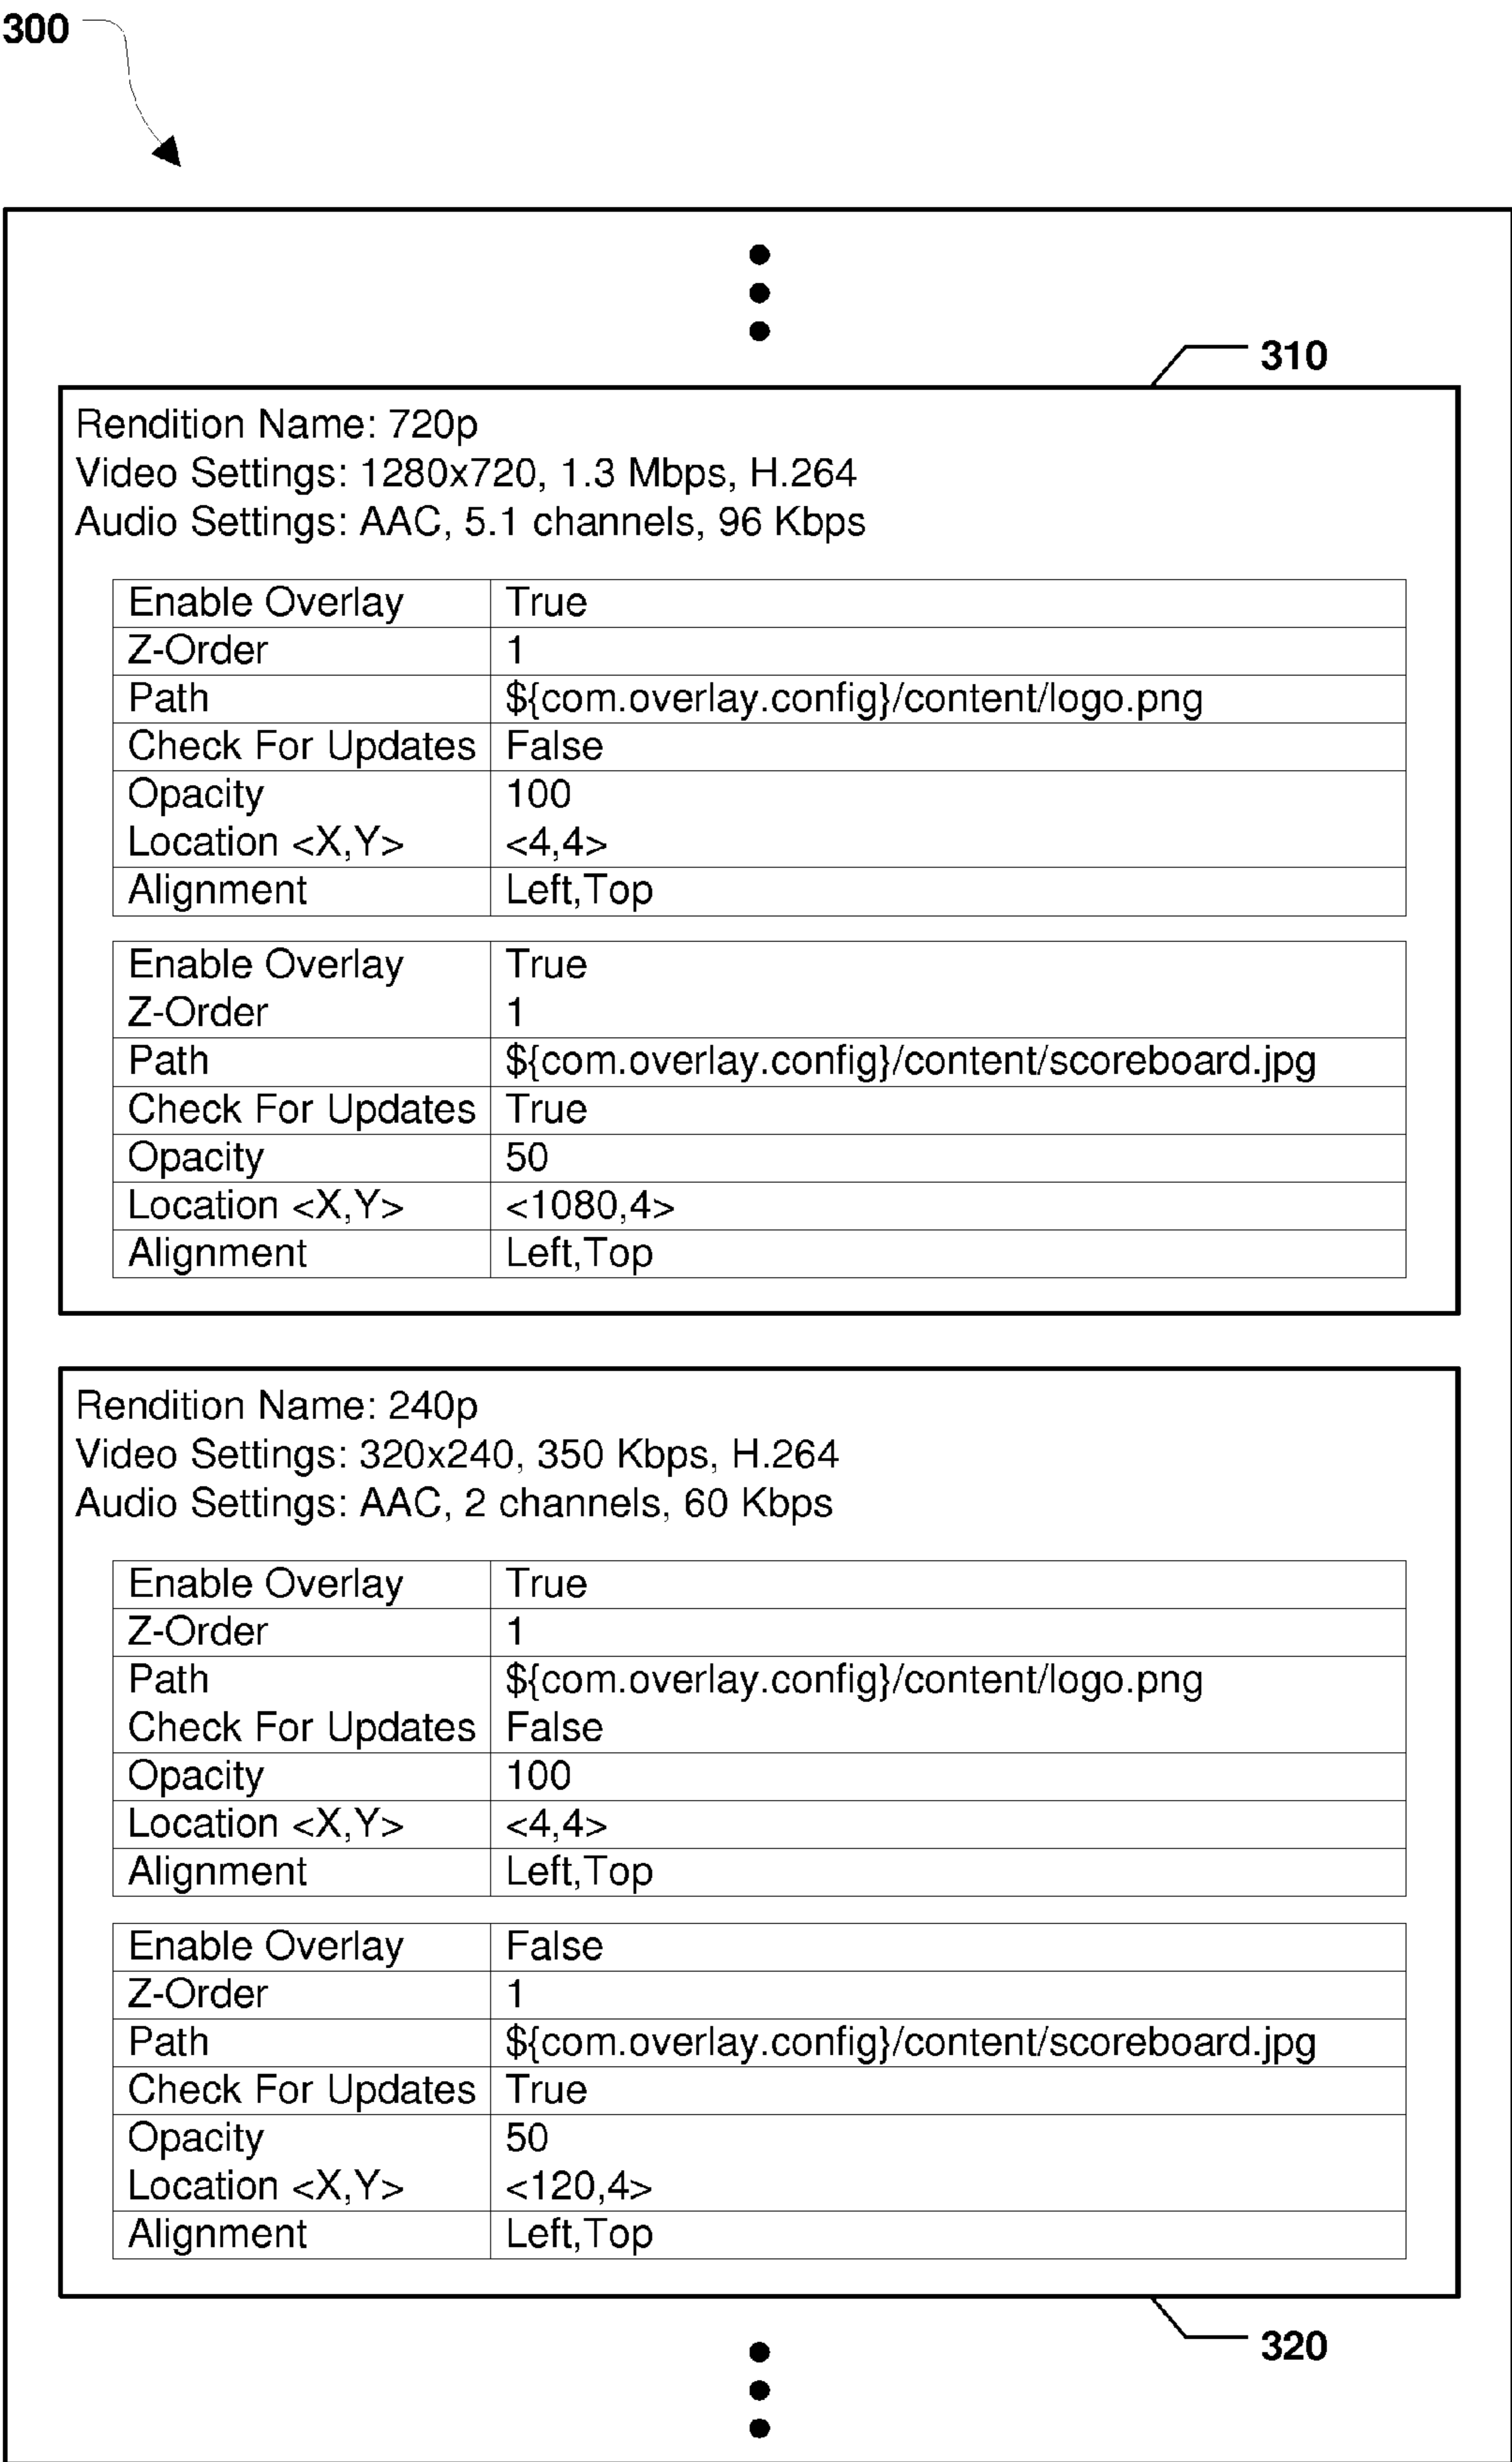 300
310
Rendition Name: 720p
Video Settings: 1280x720, 1.3 Mbps, H.264
Audio Settings: AAC, 5.1 channels, 96 Kbps
Enable Overlay True
Z-Order 1
Path ${com.overlay.config}/content/logo.png
Check For Updates False
Opacity 100
Location <X,Y> <4,4>
Alignment Left,Top
Enable Overlay True
Z-Order 1
Path ${com.overlay.config}/content/scoreboard.jpg
Check For Updates True
Opacity 50
Location <X,Y> <1080,4>
Alignment Left,Top
Rendition Name: 240p
Video Settings: 320x240, 350 Kbps, H.264
Audio Settings: AAC, 2 channels, 60 Kbps
Enable Overlay True
Z-Order 1
Path ${com.overlay.config}/content/logo.png
Check For Updates False
Opacity 100
Location <X,Y> <4,4>
Alignment Left,Top
Enable Overlay False
Z-Order 1
Path ${com.overlay.config}/content/scoreboard.jpg
Check For Updates True
Opacity 50
Location <X,Y> <120,4>
Alignment Left,Top
320